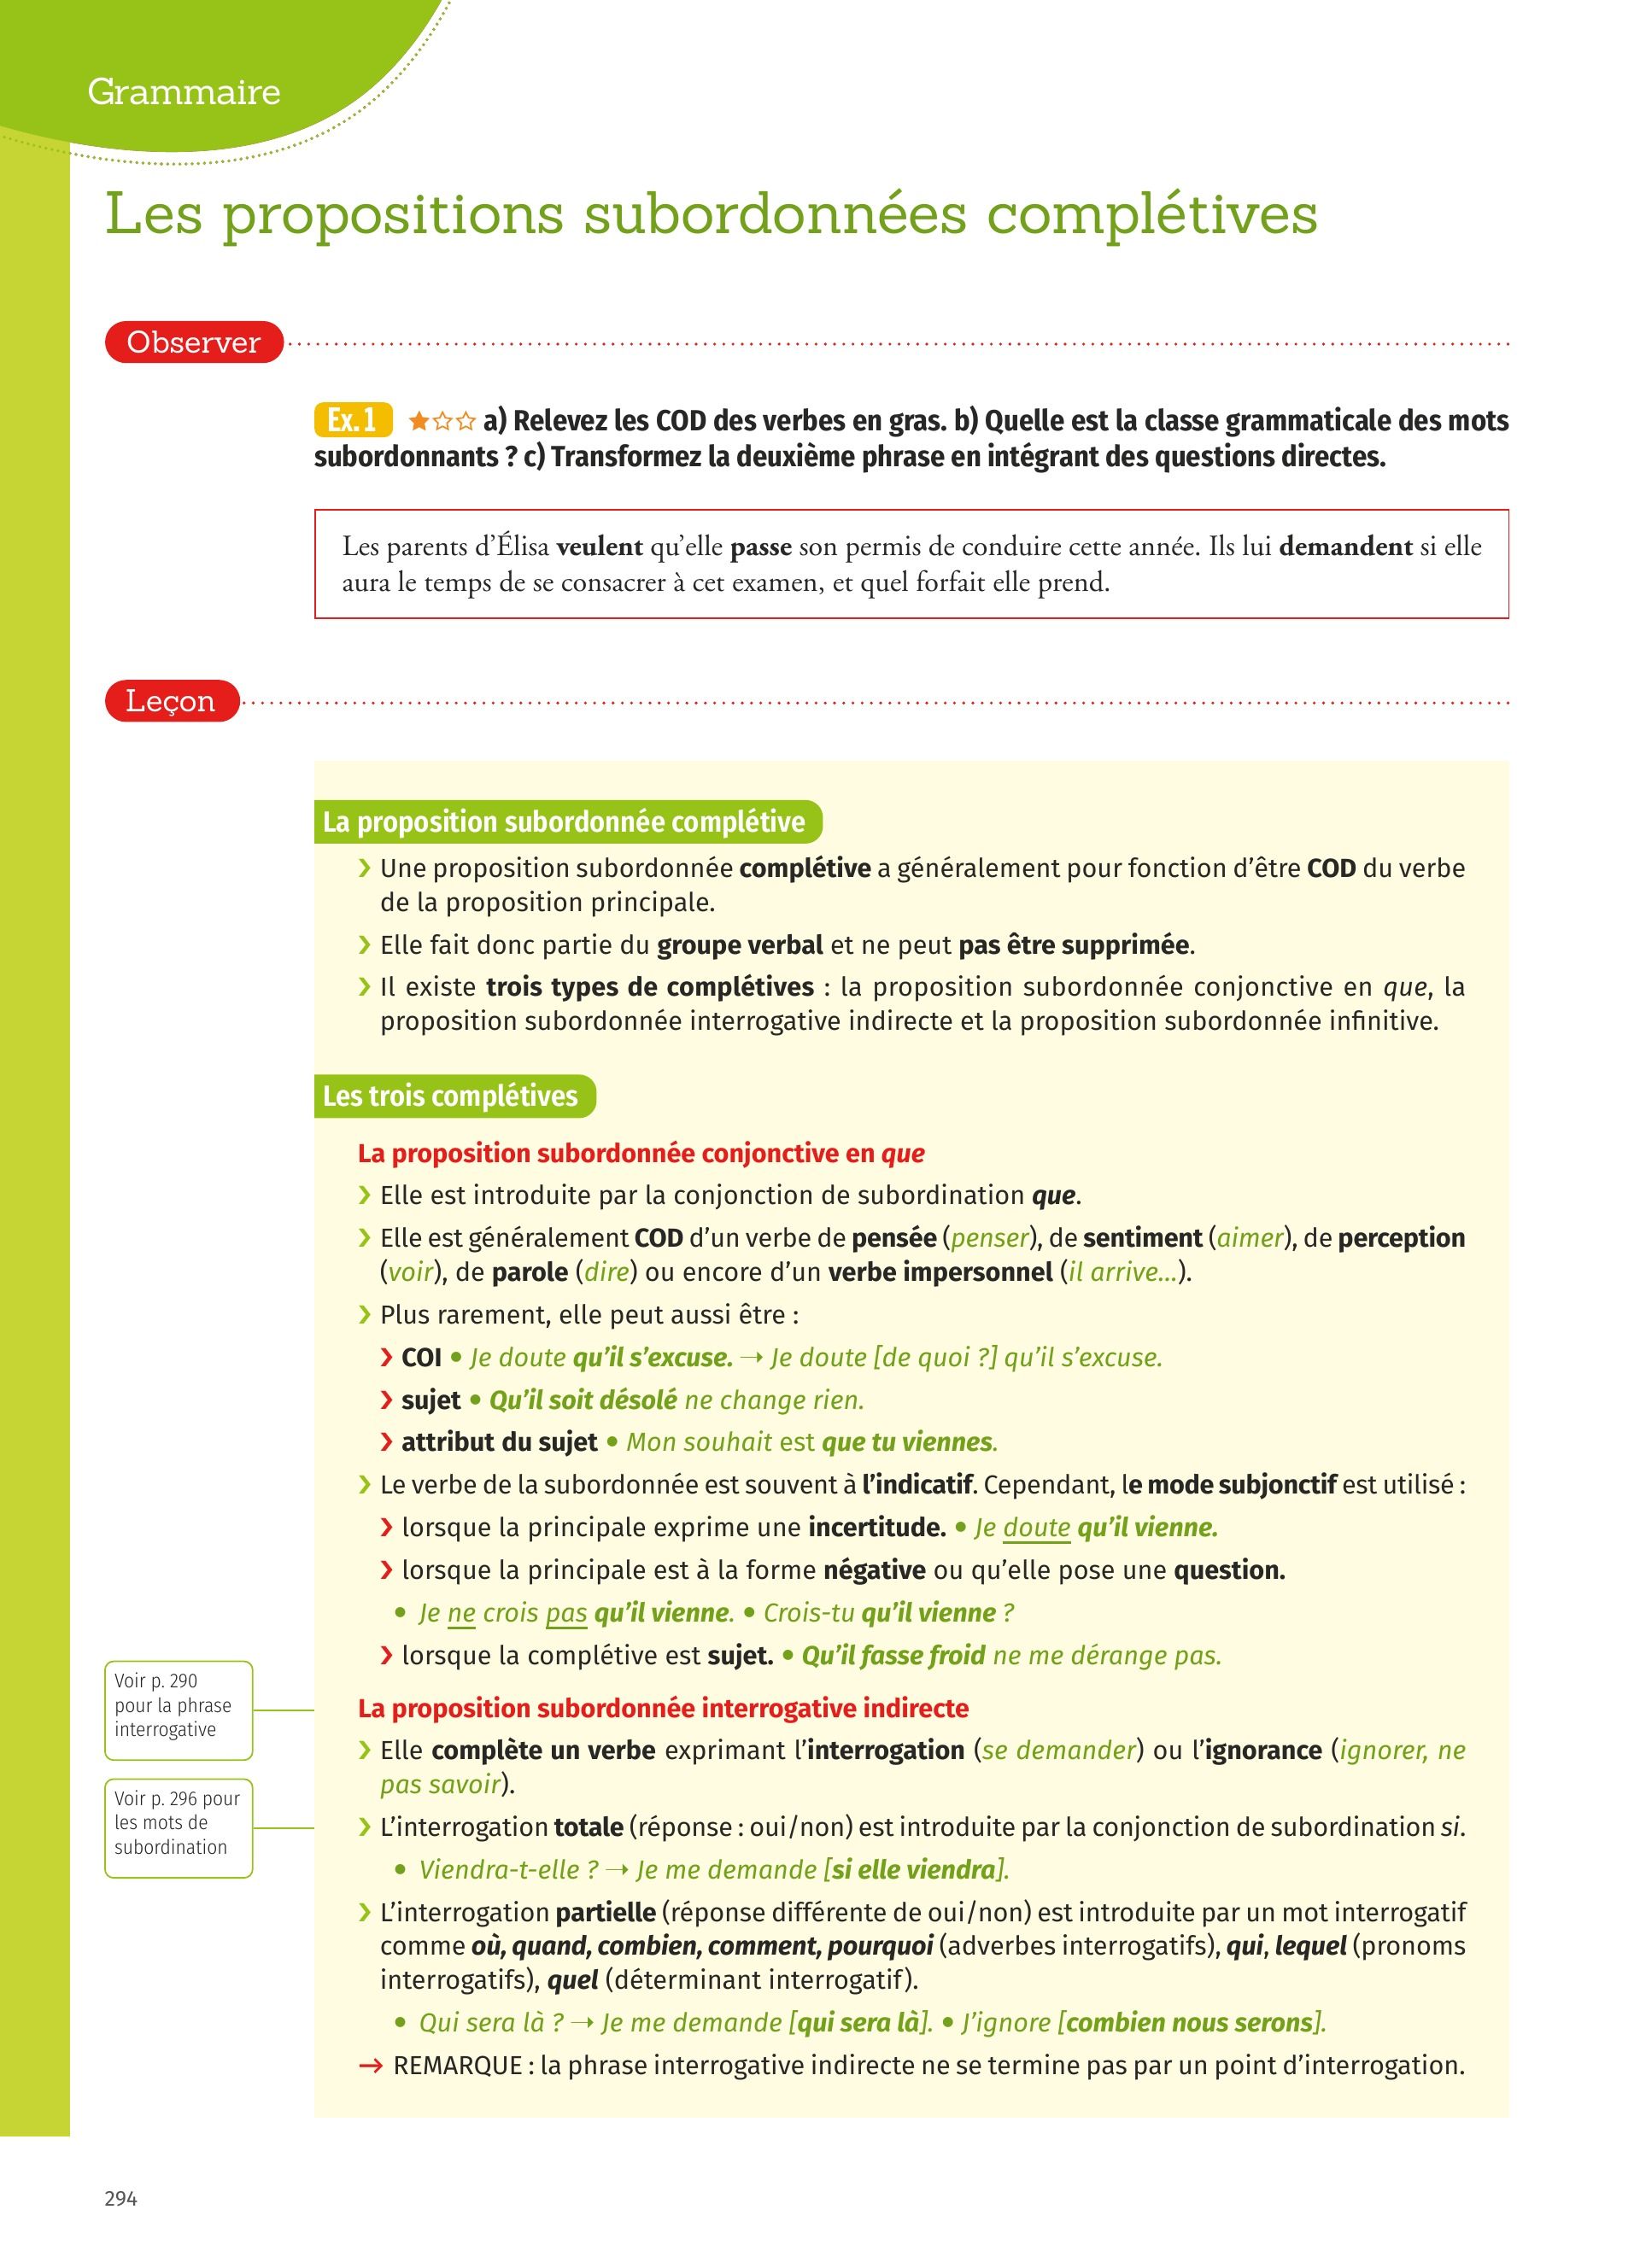 Grammaire
Les propositions subordonnées complétives
Observer
Ex. 1 ★☆☆ a) Relevez les COD des verbes en gras. b) Quelle est la classe grammaticale des mots
subordonnants ? c) Transformez la deuxième phrase en intégrant des questions directes.
Les parents d’Élisa veulent qu’elle passe son permis de conduire cette année. Ils lui demandent si elle
aura le temps de se consacrer à cet examen, et quel forfait elle prend.
Leçon
La proposition subordonnée complétive
› Une proposition subordonnée complétive a généralement pour fonction d’être COD du verbe
de la proposition principale.
› Elle fait donc partie du groupe verbal et ne peut pas être supprimée.
› Il existe trois types de complétives : la proposition subordonnée conjonctive en que, la
proposition subordonnée interrogative indirecte et la proposition subordonnée infinitive.
Les trois complétives
La proposition subordonnée conjonctive en que
› Elle est introduite par la conjonction de subordination que.
› Elle est généralement COD d’un verbe de pensée (penser), de sentiment (aimer), de perception
(voir), de parole (dire) ou encore d’un verbe impersonnel (il arrive…).
› Plus rarement, elle peut aussi être :
› COI • Je doute qu’il s’excuse. → Je doute [de quoi ?] qu’il s’excuse.
› sujet • Qu’il soit désolé ne change rien.
› attribut du sujet • Mon souhait est que tu viennes.
› Le verbe de la subordonnée est souvent à l’indicatif. Cependant, le mode subjonctif est utilisé :
› lorsque la principale exprime une incertitude. • Je doute qu’il vienne.
› lorsque la principale est à la forme négative ou qu’elle pose une question.
• Je ne crois pas qu’il vienne. • Crois-tu qu’il vienne ?
› lorsque la complétive est sujet. • Qu’il fasse froid ne me dérange pas.
Voir p. 290
pour la phrase
interrogative
La proposition subordonnée interrogative indirecte
› Elle complète un verbe exprimant l’interrogation (se demander) ou l’ignorance (ignorer, ne
pas savoir).
Voir p. 296 pour
les mots de
subordination
› L’interrogation totale (réponse : oui/non) est introduite par la conjonction de subordination si.
• Viendra-t-elle ? → Je me demande [si elle viendra].
› L’interrogation partielle (réponse différente de oui/non) est introduite par un mot interrogatif
comme où, quand, combien, comment, pourquoi (adverbes interrogatifs), qui, lequel (pronoms
interrogatifs), quel (déterminant interrogatif).
• Qui sera là ? → Je me demande [qui sera là]. • J’ignore [combien nous serons].
→ REMARQUE : la phrase interrogative indirecte ne se termine pas par un point d’interrogation.
294